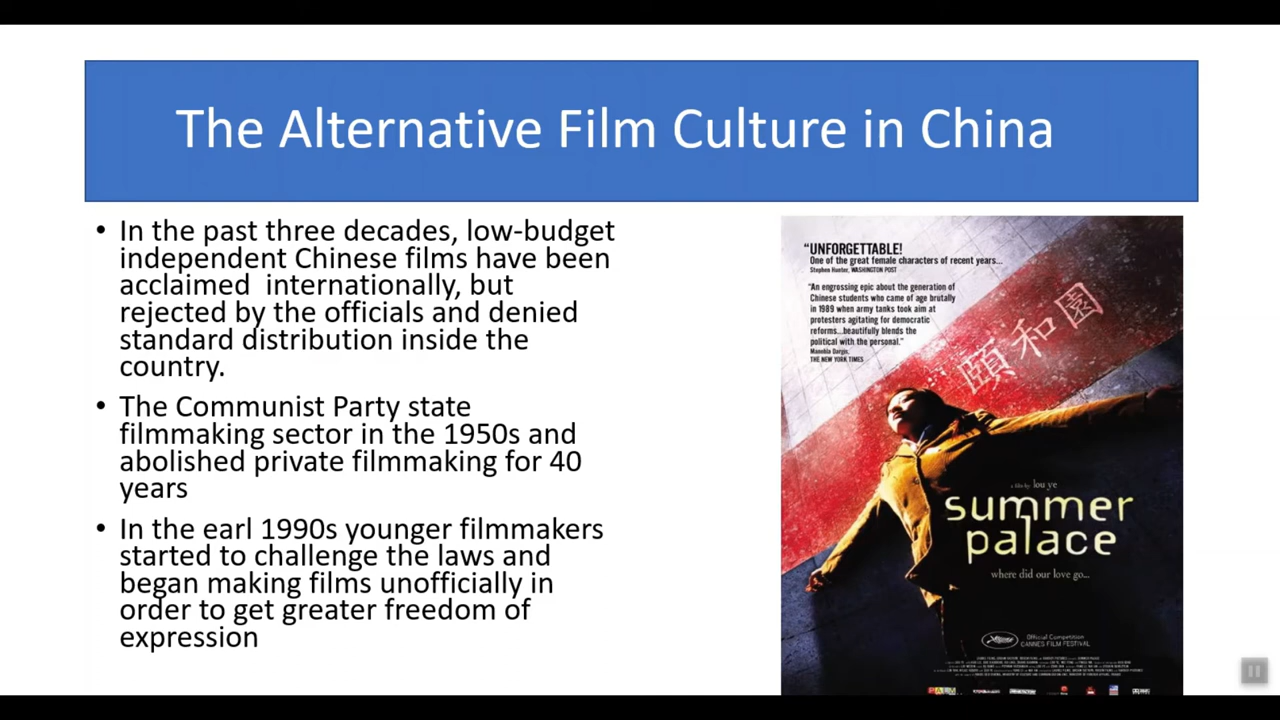 The Alternative Film Culture in China
• In the past three decades, low-budget
independent Chinese films have been
acclaimed  internationally, but
rejected by the officials and denied
standard distribution inside the
country.
• The Communist Party state
filmmaking sector in the 1950s and
abolished private filmmaking for 40
years
• In the earl 1990s younger filmmakers
started to challenge the laws and
began making films unofficially in
order to get greater freedom of
expression
"UNFORGETTABLE!
One of the great female characters of recent years...
Stephen Hunter, WASHINGTON POST
"An engrossing epic about the generation of
Chinese students who came of age brutally
in 1989 when army tanks took aim at
protesters agitating for democratic
reforms...beautifully blends the
political with the personal."
Manohla Dargis,
THE NEW YORK TIMES
頤和園
a film by lou ye
summer
palace
where did our love go...
Official Competition
CANNES FILM FESTIVAL